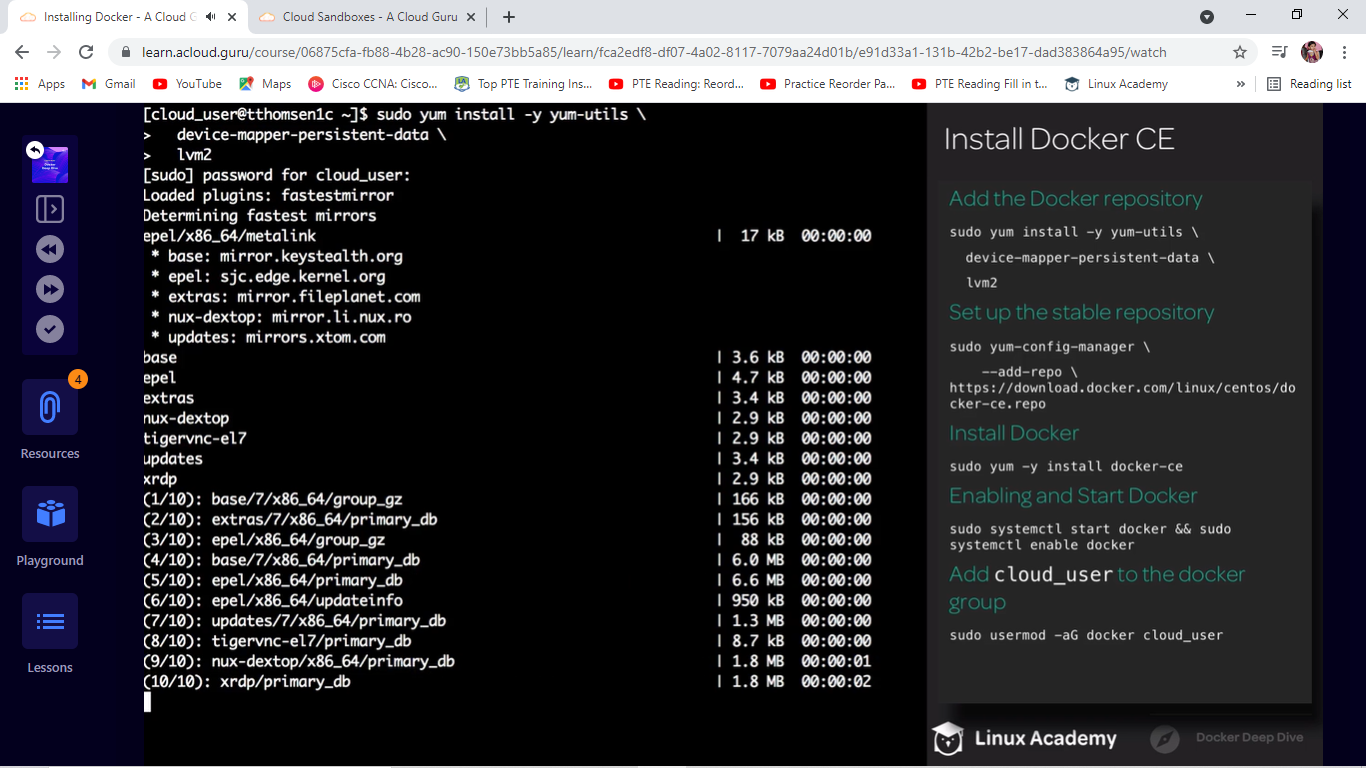 Installing Docker - A Cloud G
Cloud Sandboxes - A Cloud Guru
learn.acloud.guru/course/06875cfa-fb88-4b28-ac90-150e73bb5a85/learn/fca2edf8-df07-4a02-8117-7079aa24d01b/e91d33a1-131b-42b2-be17-dad383864a95/watch
Apps Gmail YouTube Maps Cisco CCNA: Cisco... Top PTE Training Ins... PTE Reading: Reord... Practice Reorder Pa... PTE Reading Fill in t... Linux Academy » Reading list
4
Resources
Playground
Lessons
[cloud_user@tthomsen1c ~]$ sudo yum install -y yum-utils \
> device-mapper-persistent-data \
> lvm2
[sudo] password for cloud_user:
Loaded plugins: fastestmirror
Determining fastest mirrors
epel/x86_64/metalink | 17 kB 00:00:00
* base: mirror.keystealth.org
* epel: sjc.edge.kernel.org
* extras: mirror.fileplanet.com
* nux-dextop: mirror.li.nux.ro
* updates: mirrors.xtom.com
base | 3.6 kB 00:00:00
epel | 4.7 kB 00:00:00
extras | 3.4 kB 00:00:00
nux-dextop | 2.9 kB 00:00:00
tigervnc-el7 | 2.9 kB 00:00:00
updates | 3.4 kB 00:00:00
xrdp | 2.9 kB 00:00:00
(1/10): base/7/x86_64/group_gz | 166 kB 00:00:00
(2/10): extras/7/x86_64/primary_db | 156 kB 00:00:00
(3/10): epel/x86_64/group_gz | 88 kB 00:00:00
(4/10): base/7/x86_64/primary_db | 6.0 MB 00:00:00
(5/10): epel/x86_64/primary_db | 6.6 MB 00:00:00
(6/10): epel/x86_64/updateinfo | 950 kB 00:00:00
(7/10): updates/7/x86_64/primary_db | 1.3 MB 00:00:00
(8/10): tigervnc-el7/primary_db | 8.7 kB 00:00:00
(9/10): nux-dextop/x86_64/primary_db | 1.8 MB 00:00:01
(10/10): xrdp/primary_db | 1.8 MB 00:00:02
Install Docker CE
Add the Docker repository
sudo yum install -y yum-utils \
device-mapper-persistent-data \
lvm2
Set up the stable repository
sudo yum-config-manager \
--add-repo \
https://download.docker.com/linux/centos/do
cker-ce.repo
Install Docker
sudo yum -y install docker-ce
Enabling and Start Docker
sudo systemctl start docker && sudo
systemctl enable docker
Add cloud_user to the docker
group
sudo usermod -aG docker cloud_user
Linux Academy
Docker Deep Dive